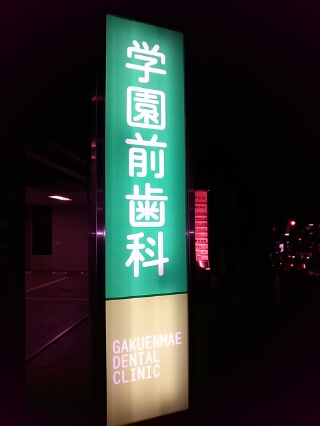 学園前歯科
GAKUENMAE
DENTAL
CLINIC